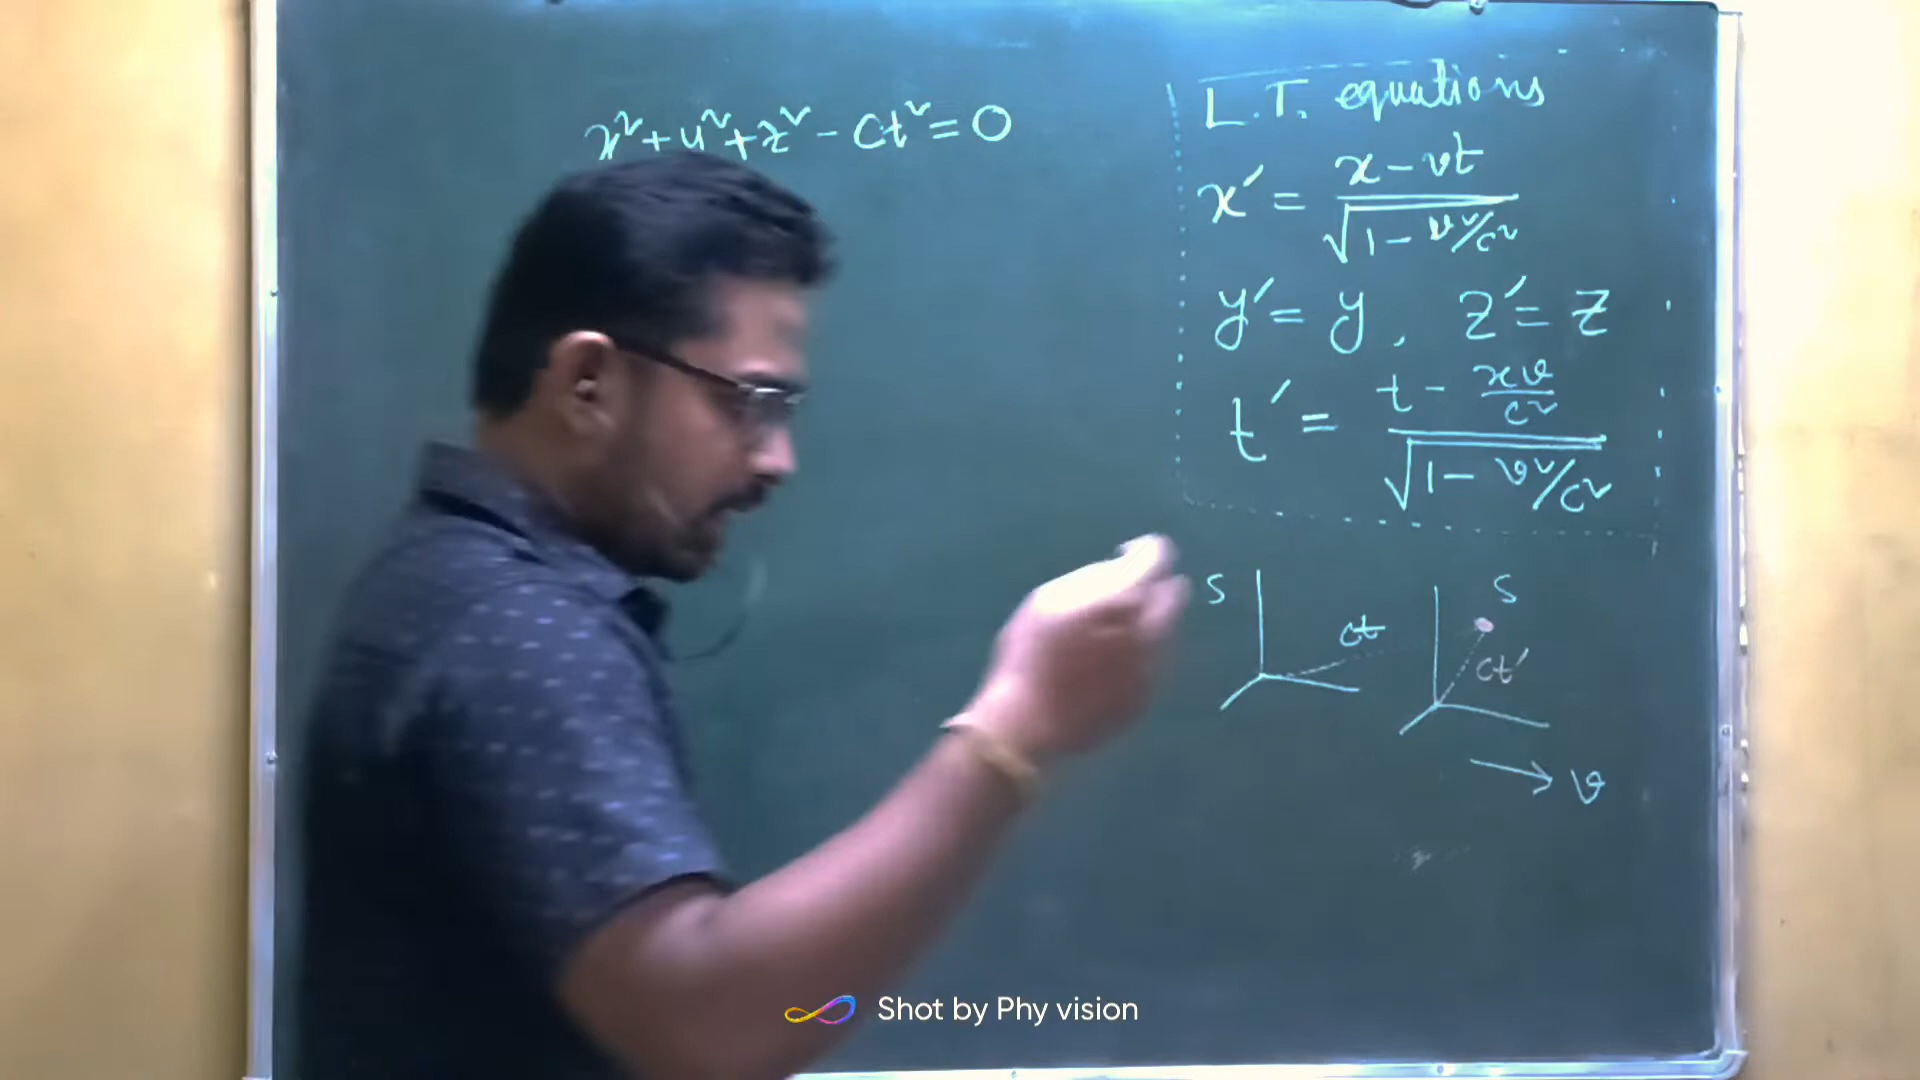 x² + y² + z² - ct² = 0
L.T. equations
x′ = x - vt / √1 - v²/c²
y′ = y , z′ = z
t′ = t - xv/c² / √1 - v²/c²
S ct S ct′
v
Shot by Phy vision